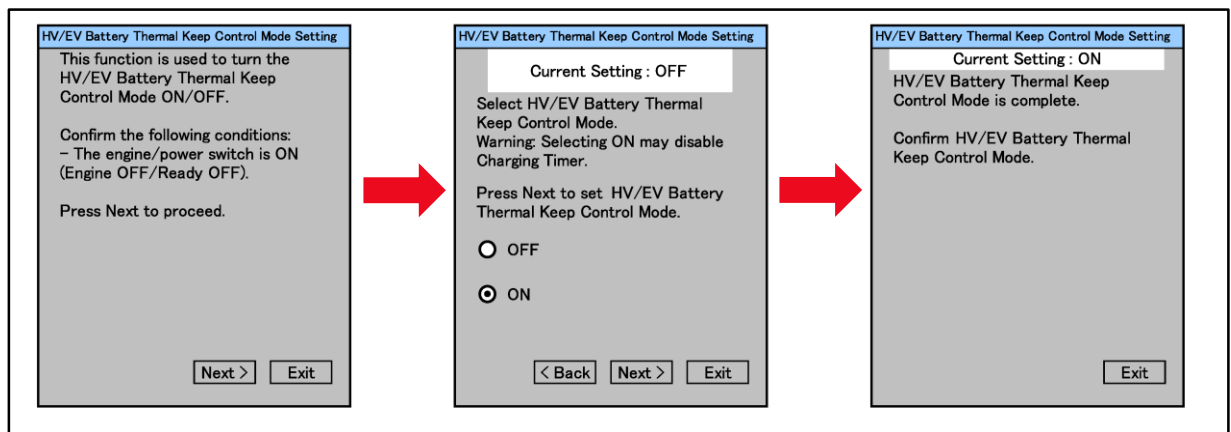 HV/EV Battery Thermal Keep Control Mode Setting
This function is used to turn the
HV/EV Battery Thermal Keep
Control Mode ON/OFF.
Confirm the following conditions:
– The engine/power switch is ON
(Engine OFF/Ready OFF).
Press Next to proceed.
Next >
Exit
HV/EV Battery Thermal Keep Control Mode Setting
Current Setting : OFF
Select HV/EV Battery Thermal
Keep Control Mode.
Warning: Selecting ON may disable
Charging Timer.
Press Next to set HV/EV Battery
Thermal Keep Control Mode.
OFF
ON
< Back
Next >
Exit
HV/EV Battery Thermal Keep Control Mode Setting
Current Setting : ON
HV/EV Battery Thermal Keep
Control Mode is complete.
Confirm HV/EV Battery Thermal
Keep Control Mode.
Exit